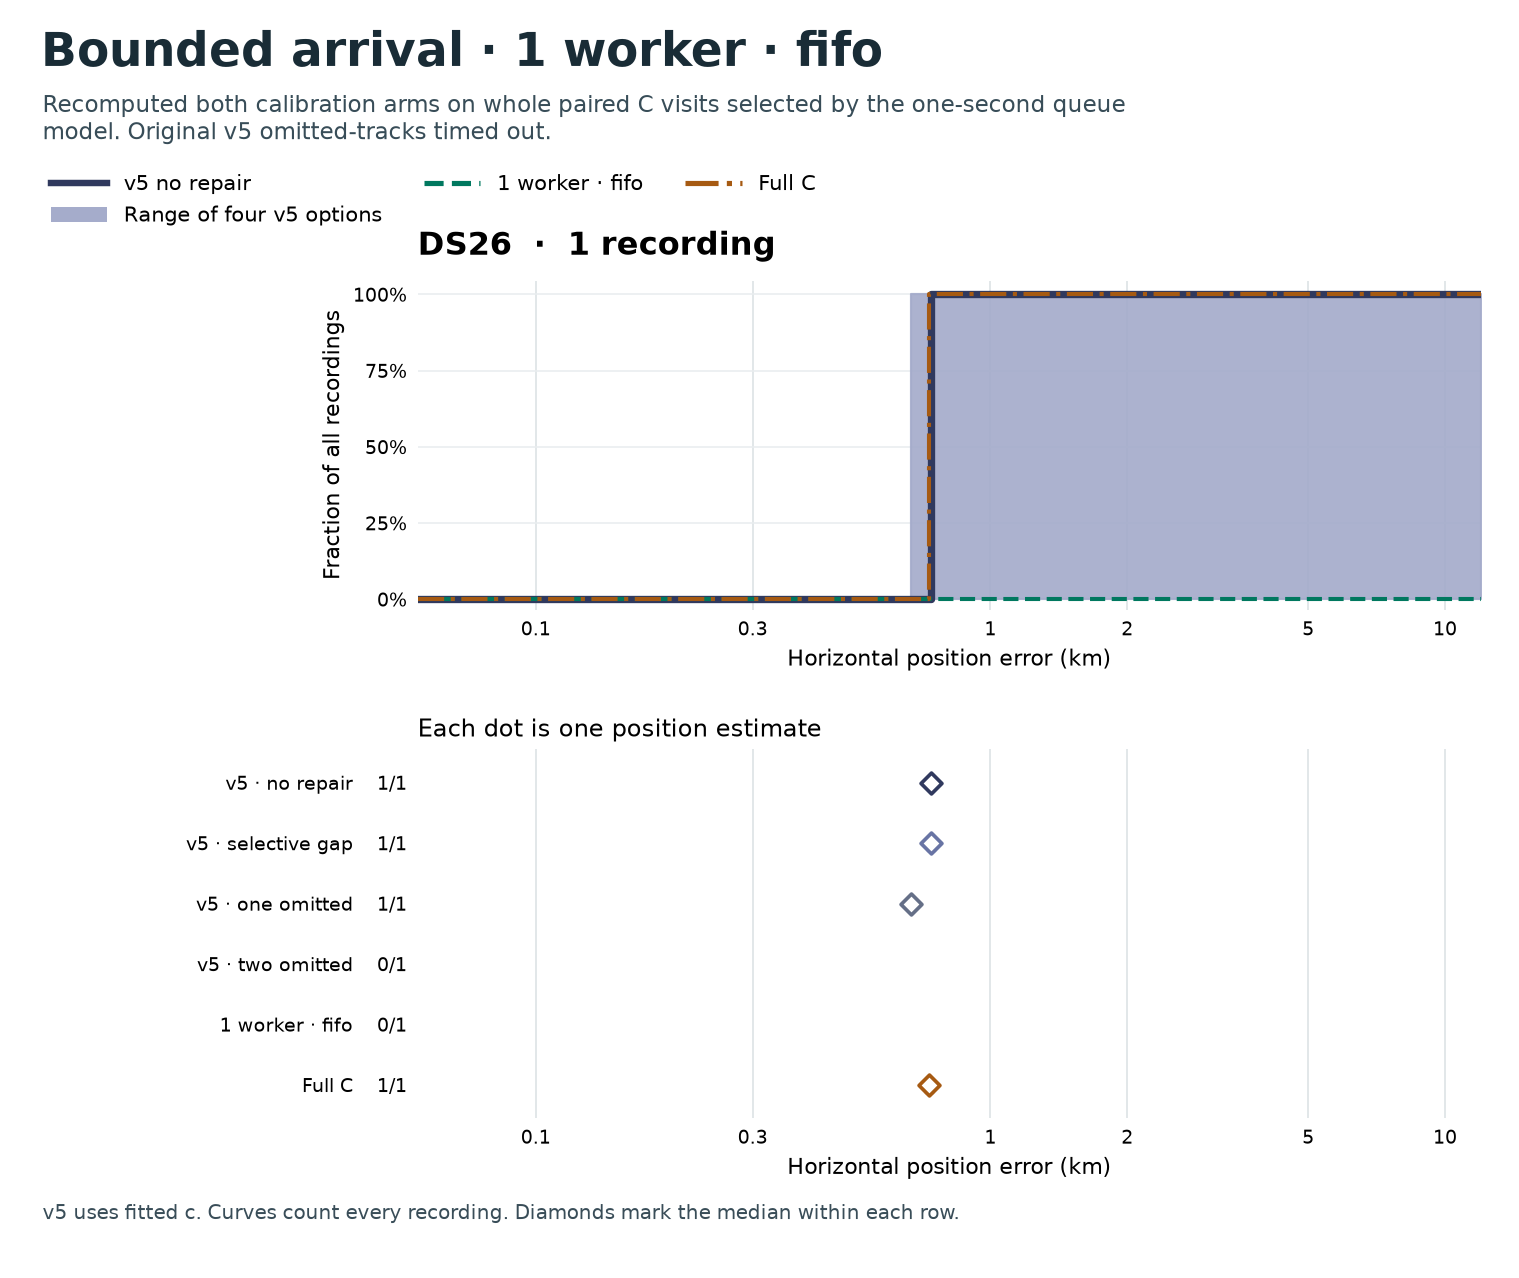 Bounded arrival · 1 worker · fifo
Recomputed both calibration arms on whole paired C visits selected by the one-second queue
model. Original v5 omitted-tracks timed out.
v5 no repair
1 worker · fifo
Full C
Range of four v5 options
DS26 · 1 recording
Fraction of all recordings
100%
75%
50%
25%
0%
0.1 0.3 1 2 5 10
Horizontal position error (km)
Each dot is one position estimate
v5 · no repair 1/1
v5 · selective gap 1/1
v5 · one omitted 1/1
v5 · two omitted 0/1
1 worker · fifo 0/1
Full C 1/1
0.1 0.3 1 2 5 10
Horizontal position error (km)
v5 uses fitted c. Curves count every recording. Diamonds mark the median within each row.